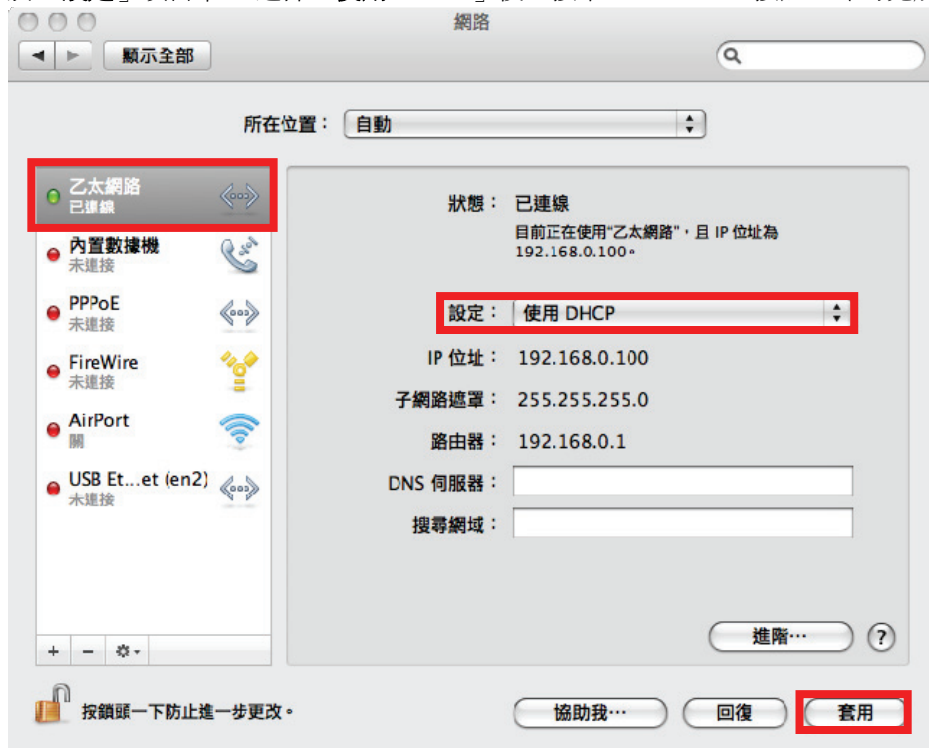 網路
顯示全部
所在位置： 自動
乙太網路
已連線
內置數據機
未連接
PPPoE
未連接
FireWire
未連接
AirPort
關
USB Et...et (en2)
未連接
狀態： 已連線
目前正在使用“乙太網路”，且 IP 位址為
192.168.0.100。
設定： 使用 DHCP
IP 位址： 192.168.0.100
子網路遮罩： 255.255.255.0
路由器： 192.168.0.1
DNS 伺服器：
搜尋網域：
進階… ?
按鎖頭一下防止進一步更改。
協助我… 回復 套用